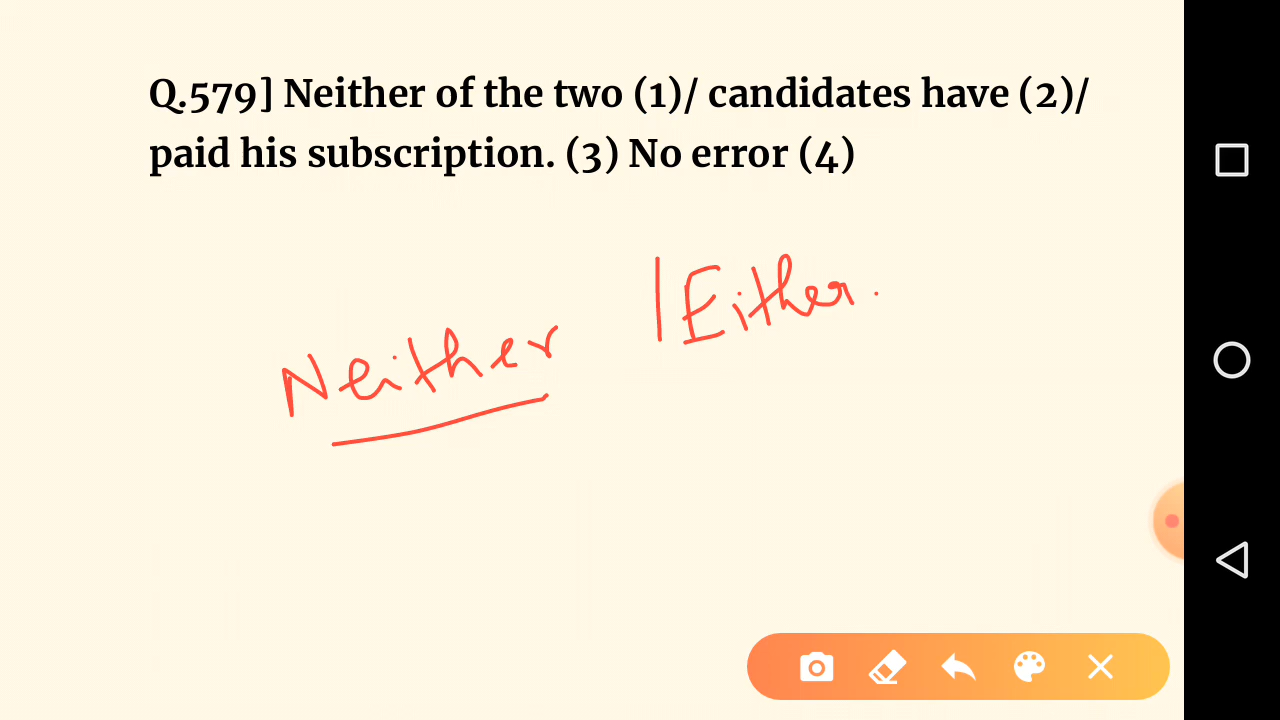 Q.579] Neither of the two (1)/ candidates have (2)/
paid his subscription. (3) No error (4)
Neither | Either.